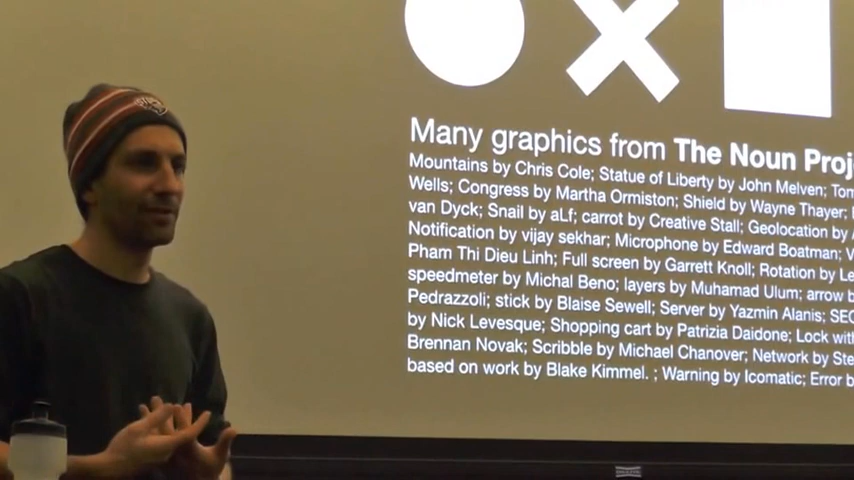 Many graphics from The Noun Proj
Mountains by Chris Cole; Statue of Liberty by John Melven; Tom
Wells; Congress by Martha Ormiston; Shield by Wayne Thayer;
van Dyck; Snail by aLf; carrot by Creative Stall; Geolocation by
Notification by vijay sekhar; Microphone by Edward Boatman; V
Pham Thi Dieu Linh; Full screen by Garrett Knoll; Rotation by Le
speedmeter by Michal Beno; layers by Muhamad Ulum; arrow b
Pedrazzoli; stick by Blaise Sewell; Server by Yazmin Alanis; SEO
by Nick Levesque; Shopping cart by Patrizia Daidone; Lock with
Brennan Novak; Scribble by Michael Chanover; Network by Ste
based on work by Blake Kimmel. ; Warning by Icomatic; Error b